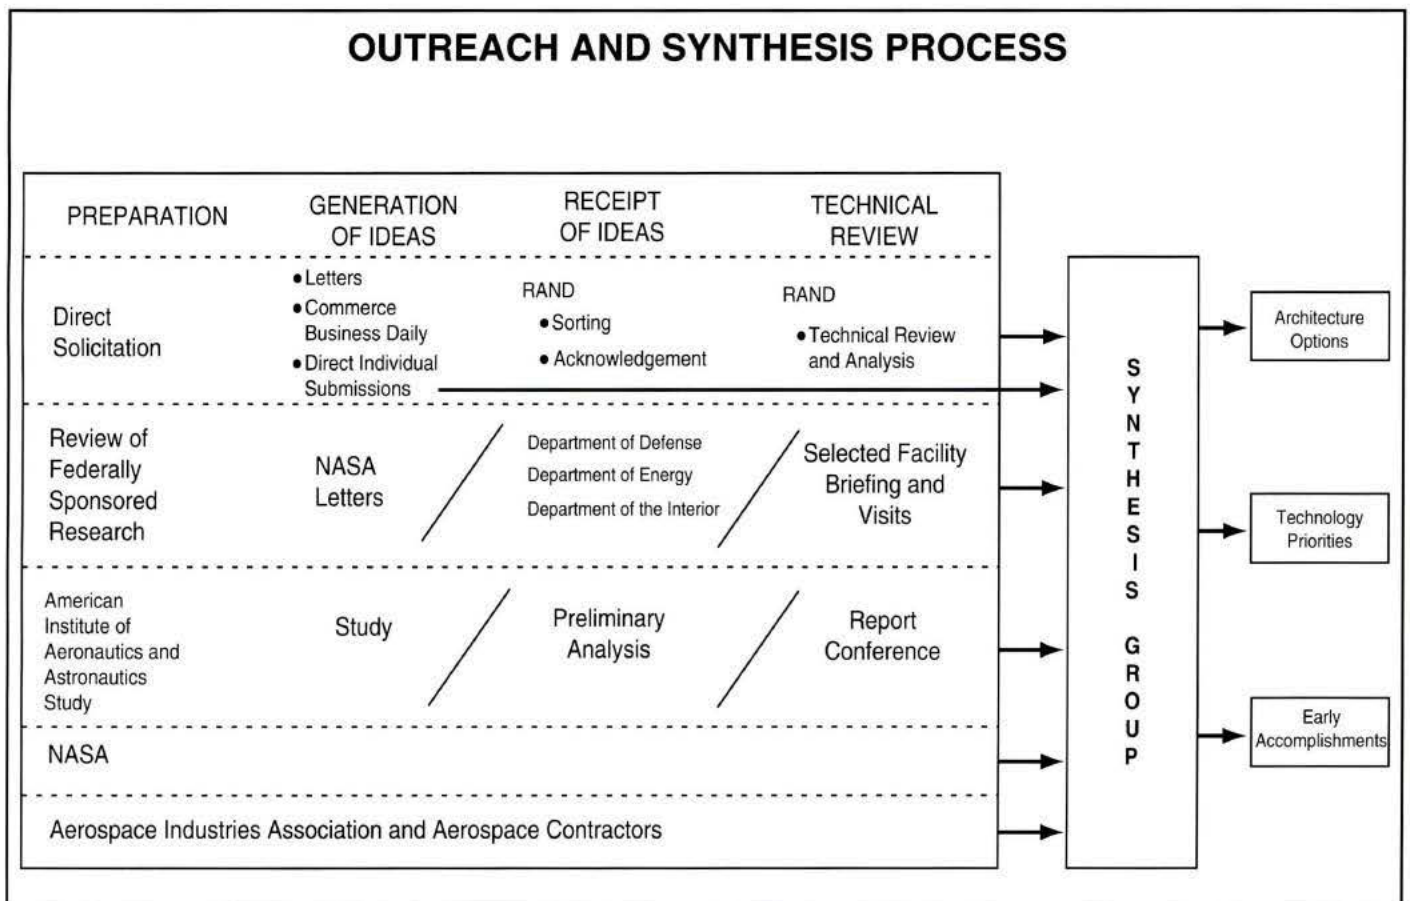 OUTREACH AND SYNTHESIS PROCESS
PREPARATION
GENERATION
OF IDEAS
RECEIPT
OF IDEAS
TECHNICAL
REVIEW
Direct
Solicitation
• Letters
• Commerce
Business Daily
• Direct Individual
Submissions
RAND
• Sorting
• Acknowledgement
RAND
• Technical Review
and Analysis
Review of
Federally
Sponsored
Research
NASA
Letters
Department of Defense
Department of Energy
Department of the Interior
Selected Facility
Briefing and
Visits
American
Institute of
Aeronautics and
Astronautics
Study
Study
Preliminary
Analysis
Report
Conference
NASA
Aerospace Industries Association and Aerospace Contractors
SYNTHESIS GROUP
Architecture
Options
Technology
Priorities
Early
Accomplishments